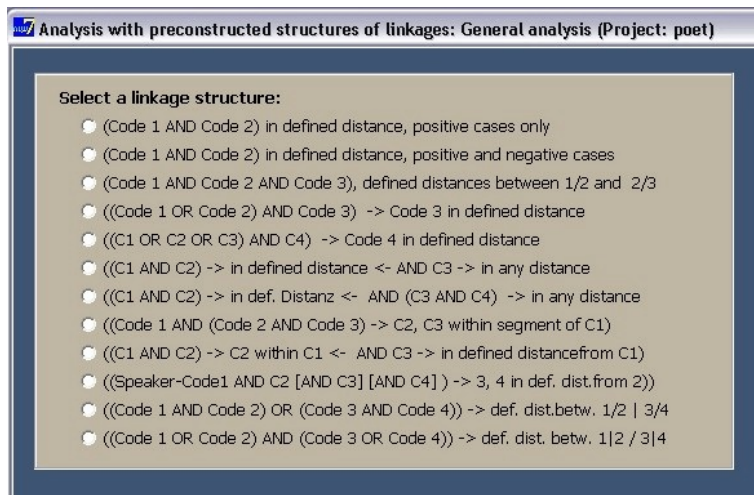 Analysis with preconstructed structures of linkages: General analysis (Project: poet)
Select a linkage structure:
(Code 1 AND Code 2) in defined distance, positive cases only
(Code 1 AND Code 2) in defined distance, positive and negative cases
(Code 1 AND Code 2 AND Code 3), defined distances between 1/2 and 2/3
((Code 1 OR Code 2) AND Code 3) -> Code 3 in defined distance
((C1 OR C2 OR C3) AND C4) -> Code 4 in defined distance
((C1 AND C2) -> in defined distance <- AND C3 -> in any distance
((C1 AND C2) -> in def. Distanz <- AND (C3 AND C4) -> in any distance
((Code 1 AND (Code 2 AND Code 3) -> C2, C3 within segment of C1)
((C1 AND C2) -> C2 within C1 <- AND C3 -> in defined distancefrom C1)
((Speaker-Code1 AND C2 [AND C3] [AND C4] ) -> 3, 4 in def. dist.from 2))
((Code 1 AND Code 2) OR (Code 3 AND Code 4)) -> def. dist.betw. 1/2 | 3/4
((Code 1 OR Code 2) AND (Code 3 OR Code 4)) -> def. dist. betw. 1|2 / 3|4